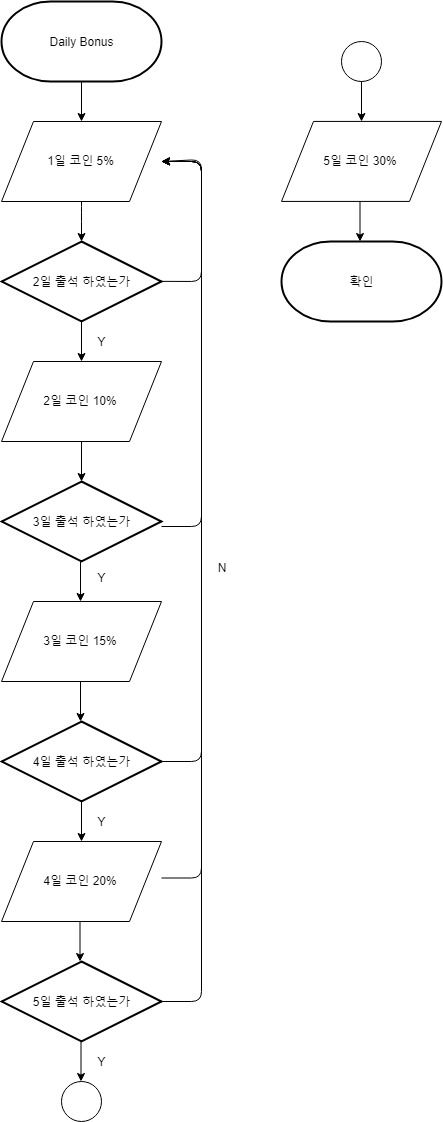 Daily Bonus
1일 코인 5%
2일 출석 하였는가
Y
2일 코인 10%
3일 출석 하였는가
N
Y
3일 코인 15%
4일 출석 하였는가
Y
4일 코인 20%
5일 출석 하였는가
Y
5일 코인 30%
확인